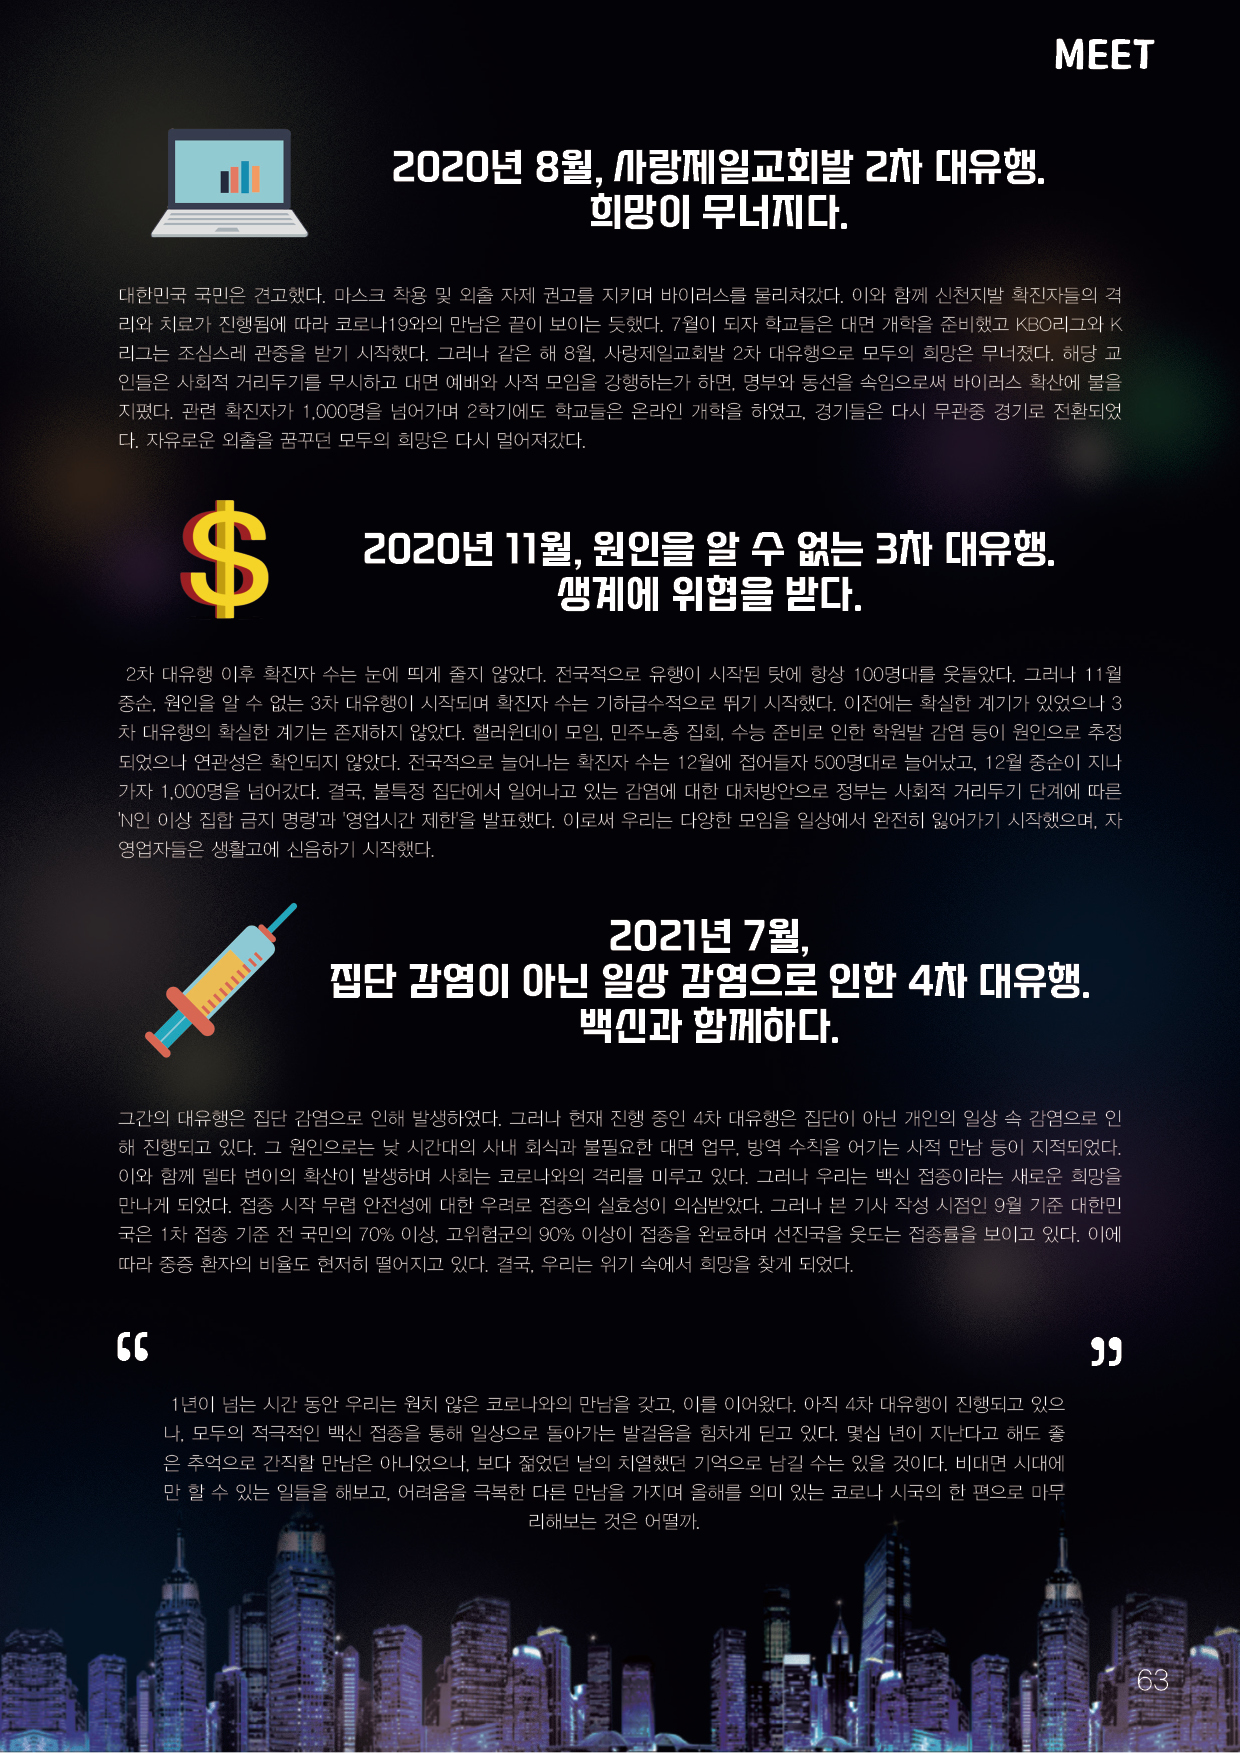 MEET
2020년 8월, 사랑제일교회발 2차 대유행.
희망이 무너지다.
대한민국 국민은 견고했다. 마스크 착용 및 외출 자제 권고를 지키며 바이러스를 물리쳐갔다. 이와 함께 신천지발 확진자들의 격
리와 치료가 진행됨에 따라 코로나19와의 만남은 끝이 보이는 듯했다. 7월이 되자 학교들은 대면 개학을 준비했고 KBO리그와 K
리그는 조심스레 관중을 받기 시작했다. 그러나 같은 해 8월, 사랑제일교회발 2차 대유행으로 모두의 희망은 무너졌다. 해당 교
인들은 사회적 거리두기를 무시하고 대면 예배와 사적 모임을 강행하는가 하면, 명부와 동선을 속임으로써 바이러스 확산에 불을
지폈다. 관련 확진자가 1,000명을 넘어가며 2학기에도 학교들은 온라인 개학을 하였고, 경기들은 다시 무관중 경기로 전환되었
다. 자유로운 외출을 꿈꾸던 모두의 희망은 다시 멀어져갔다.
2020년 11월, 원인을 알 수 없는 3차 대유행.
생계에 위협을 받다.
2차 대유행 이후 확진자 수는 눈에 띄게 줄지 않았다. 전국적으로 유행이 시작된 탓에 항상 100명대를 웃돌았다. 그러나 11월
중순, 원인을 알 수 없는 3차 대유행이 시작되며 확진자 수는 기하급수적으로 뛰기 시작했다. 이전에는 확실한 계기가 있었으나 3
차 대유행의 확실한 계기는 존재하지 않았다. 핼러윈데이 모임, 민주노총 집회, 수능 준비로 인한 학원발 감염 등이 원인으로 추정
되었으나 연관성은 확인되지 않았다. 전국적으로 늘어나는 확진자 수는 12월에 접어들자 500명대로 늘어났고, 12월 중순이 지나
가자 1,000명을 넘어갔다. 결국, 불특정 집단에서 일어나고 있는 감염에 대한 대처방안으로 정부는 사회적 거리두기 단계에 따른
'N인 이상 집합 금지 명령'과 '영업시간 제한'을 발표했다. 이로써 우리는 다양한 모임을 일상에서 완전히 잃어가기 시작했으며, 자
영업자들은 생활고에 신음하기 시작했다.
2021년 7월,
집단 감염이 아닌 일상 감염으로 인한 4차 대유행.
백신과 함께하다.
그간의 대유행은 집단 감염으로 인해 발생하였다. 그러나 현재 진행 중인 4차 대유행은 집단이 아닌 개인의 일상 속 감염으로 인
해 진행되고 있다. 그 원인으로는 낮 시간대의 사내 회식과 불필요한 대면 업무, 방역 수칙을 어기는 사적 만남 등이 지적되었다.
이와 함께 델타 변이의 확산이 발생하며 사회는 코로나와의 격리를 미루고 있다. 그러나 우리는 백신 접종이라는 새로운 희망을
만나게 되었다. 접종 시작 무렵 안전성에 대한 우려로 접종의 실효성이 의심받았다. 그러나 본 기사 작성 시점인 9월 기준 대한민
국은 1차 접종 기준 전 국민의 70% 이상, 고위험군의 90% 이상이 접종을 완료하며 선진국을 웃도는 접종률을 보이고 있다. 이에
따라 중증 환자의 비율도 현저히 떨어지고 있다. 결국, 우리는 위기 속에서 희망을 찾게 되었다.
“ ”
1년이 넘는 시간 동안 우리는 원치 않은 코로나와의 만남을 갖고, 이를 이어왔다. 아직 4차 대유행이 진행되고 있으
나, 모두의 적극적인 백신 접종을 통해 일상으로 돌아가는 발걸음을 힘차게 딛고 있다. 몇십 년이 지난다고 해도 좋
은 추억으로 간직할 만남은 아니었으나, 보다 젊었던 날의 치열했던 기억으로 남길 수는 있을 것이다. 비대면 시대에
만 할 수 있는 일들을 해보고, 어려움을 극복한 다른 만남을 가지며 올해를 의미 있는 코로나 시국의 한 편으로 마무
리해보는 것은 어떨까.
63